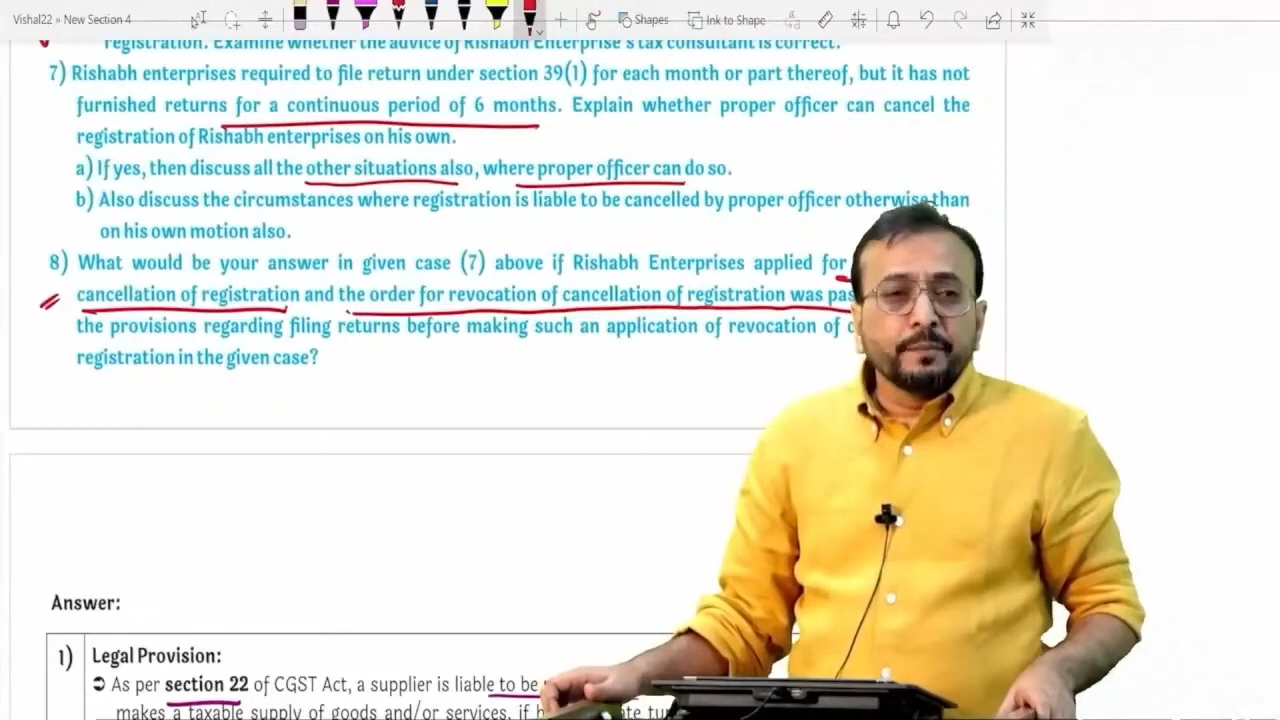 Vishal22 » New Section 4
Shapes
Ink to Shape
registration. Examine whether the advice of Rishabh Enterprise's tax consultant is correct.
7) Rishabh enterprises required to file return under section 39(1) for each month or part thereof, but it has not
furnished returns for a continuous period of 6 months. Explain whether proper officer can cancel the
registration of Rishabh enterprises on his own.
a) If yes, then discuss all the other situations also, where proper officer can do so.
b) Also discuss the circumstances where registration is liable to be cancelled by proper officer otherwise than
on his own motion also.
8) What would be your answer in given case (7) above if Rishabh Enterprises applied for
cancellation of registration and the order for revocation of cancellation of registration was
the provisions regarding filing returns before making such an application of revocation of
registration in the given case?
Answer:
1) Legal Provision:
➲ As per section 22 of CGST Act, a supplier is liable to be
makes a taxable supply of goods and/or services, if